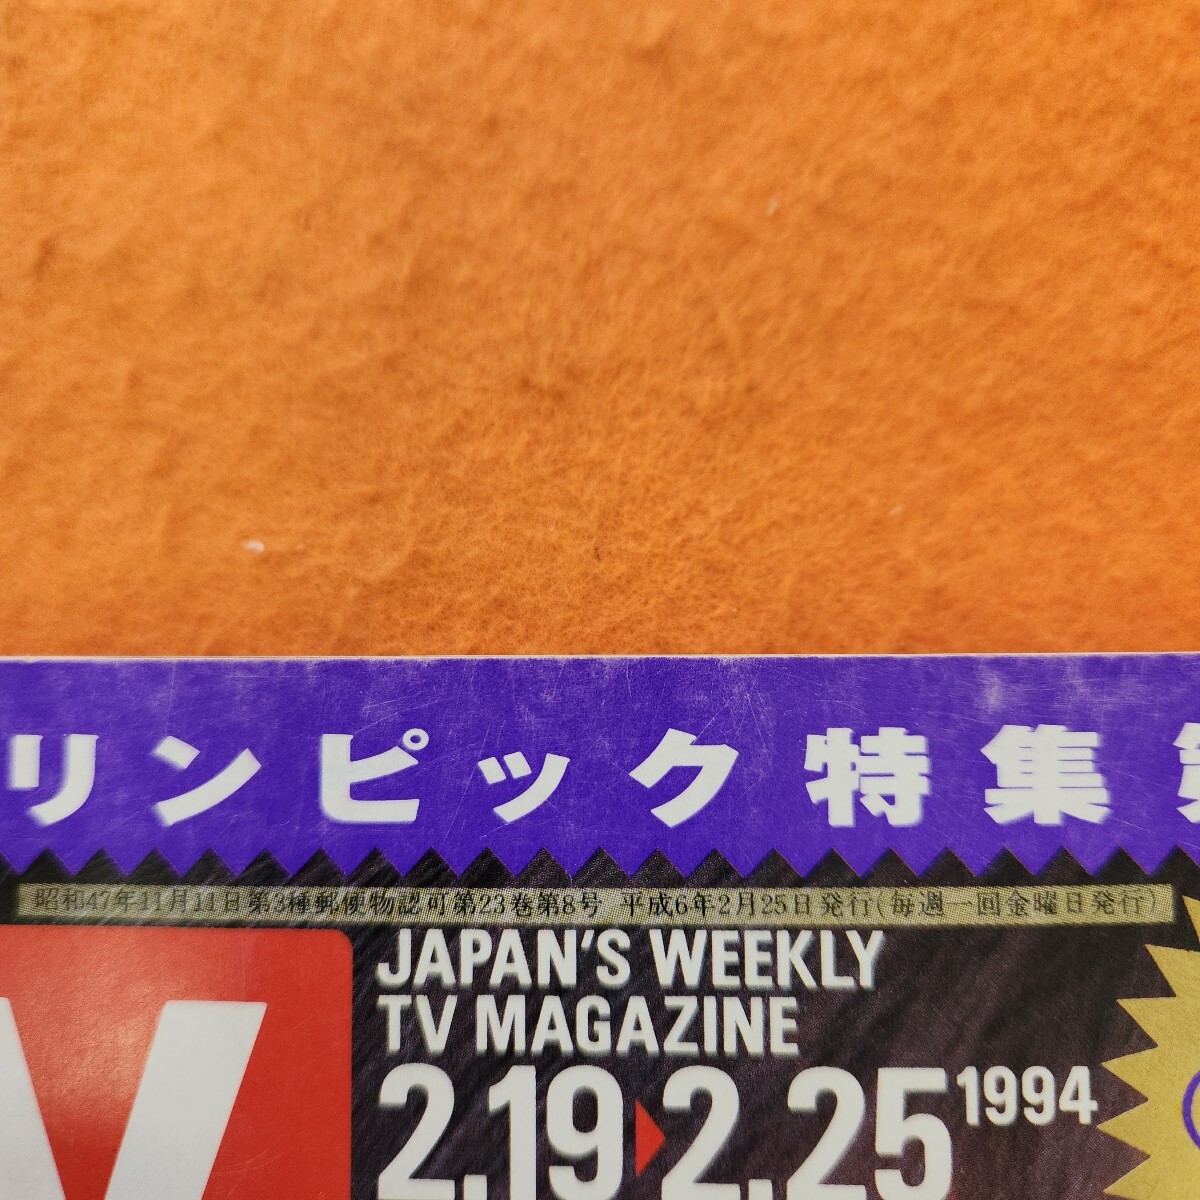 リンピック特集
昭和47年11月11日第3種郵便物認可第23巻第8号 平成6年2月25日発行(毎週一回金曜日発行)
JAPAN'S WEEKLY
TV MAGAZINE
2.19▶2.25 1994
V